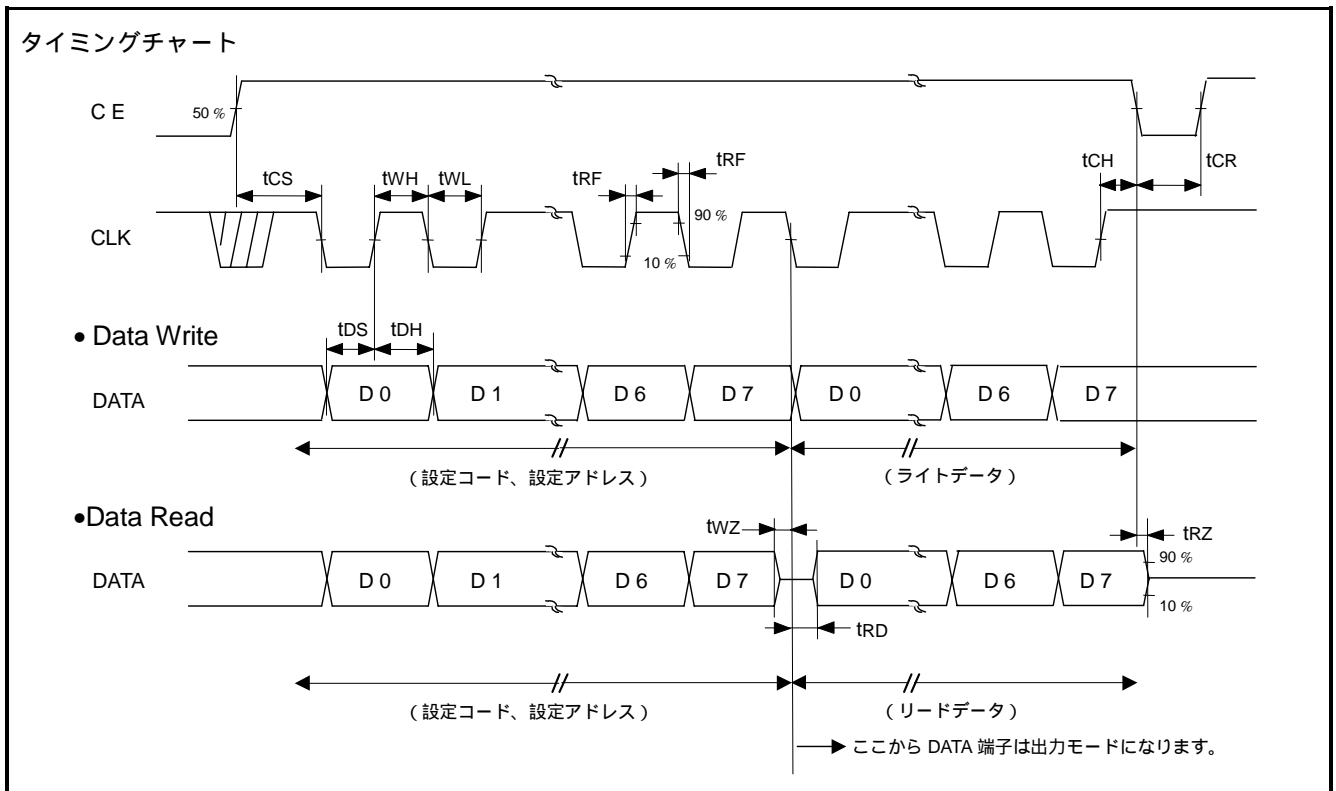 タイミングチャート
C E
50 %
tCS
tWH
tWL
tRF
tRF
tCH
tCR
CLK
90 %
10 %
• Data Write
tDS
tDH
DATA
D 0
D 1
D 6
D 7
D 0
D 6
D 7
(設定コード、設定アドレス)
(ライトデータ)
•Data Read
tWZ
tRZ
DATA
D 0
D 1
D 6
D 7
D 0
D 6
D 7
90 %
10 %
tRD
(設定コード、設定アドレス)
(リードデータ)
ここから DATA 端子は出力モードになります。